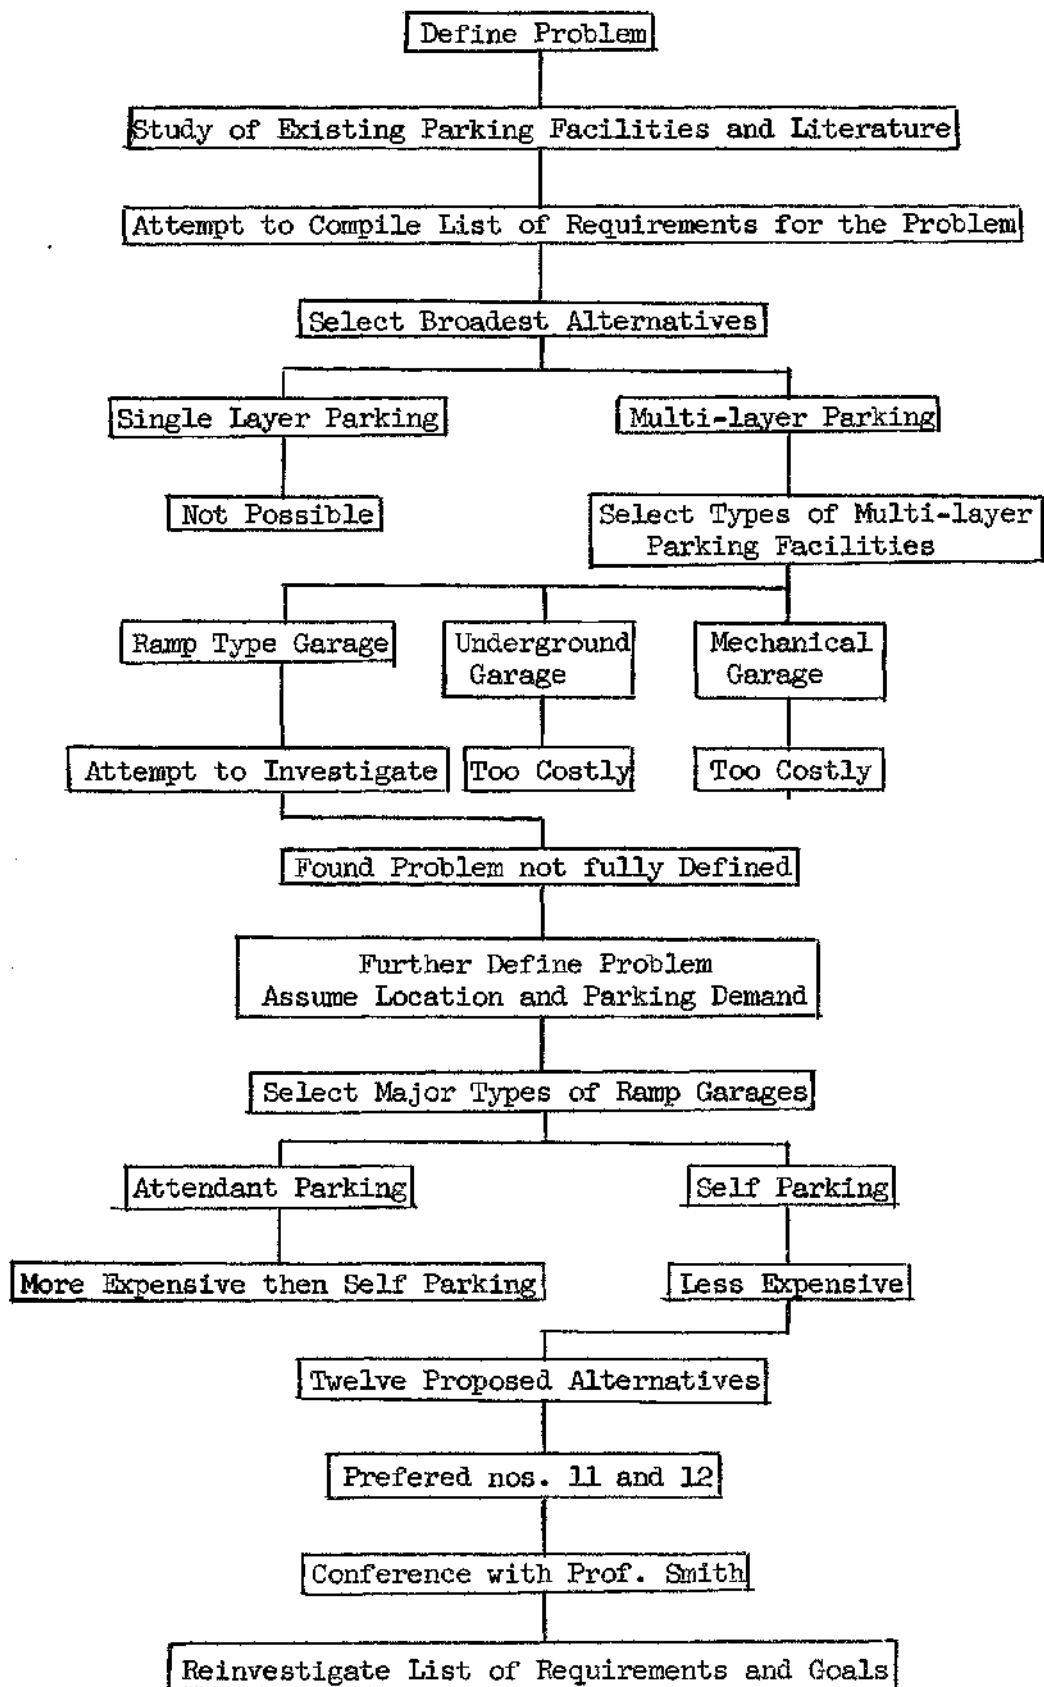 Define Problem
Study of Existing Parking Facilities and Literature
Attempt to Compile List of Requirements for the Problem
Select Broadest Alternatives
Single Layer Parking
Multi-layer Parking
Not Possible
Select Types of Multi-layer
Parking Facilities
Ramp Type Garage
Underground
Garage
Mechanical
Garage
Attempt to Investigate
Too Costly
Too Costly
Found Problem not fully Defined
Further Define Problem
Assume Location and Parking Demand
Select Major Types of Ramp Garages
Attendant Parking
Self Parking
More Expensive then Self Parking
Less Expensive
Twelve Proposed Alternatives
Prefered nos. 11 and 12
Conference with Prof. Smith
Reinvestigate List of Requirements and Goals